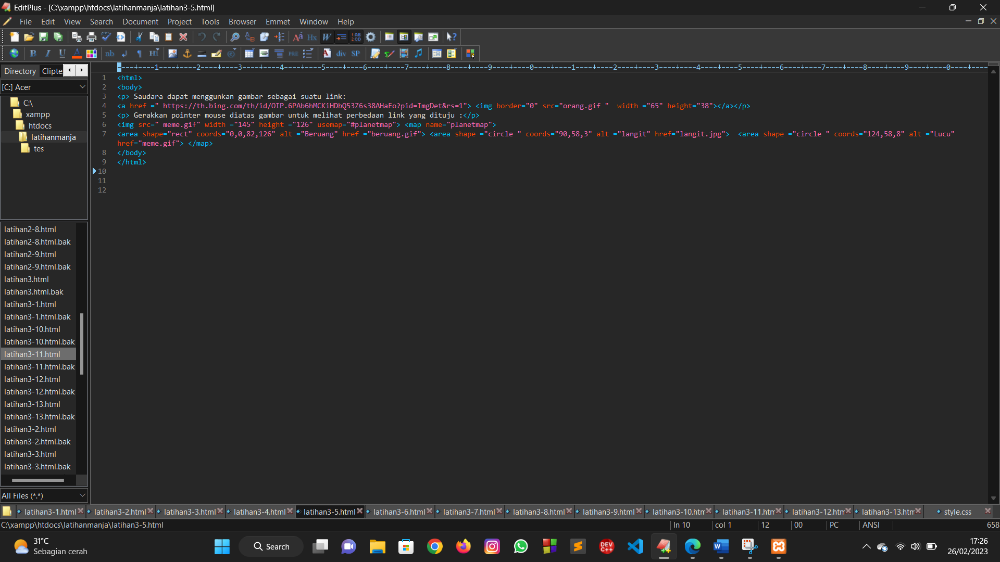 EditPlus - [C:\xampp\htdocs\latihanmanja\latihan3-5.html]
File Edit View Search Document Project Tools Browser Emmet Window Help
Directory Clipte
[C:] Acer
C:\
xampp
htdocs
latihanmanja
tes
1 <html>
2 <body>
3 <p> Saudara dapat menggunkan gambar sebagai suatu link:
4 <a href =" https://th.bing.com/th/id/OIP.6PAb6hMCKiHDbQ53Z6s38AHaEo?pid=ImgDet&rs=1"> <img border="0" src="orang.gif "  width ="65" height="38"></a></p>
5 <p> Gerakkan pointer mouse diatas gambar untuk melihat perbedaan link yang dituju :</p>
6 <img src=" meme.gif" width ="145" height ="126" usemap="#planetmap"> <map name="planetmap">
7 <area shape="rect" coords="0,0,82,126" alt ="Beruang" href ="beruang.gif"> <area shape ="circle " coords="90,58,3" alt ="langit" href="langit.jpg">  <area shape ="circle " coords="124,58,8" alt ="Lucu"
href="meme.gif"> </map>
8 </body>
9 </html>
10
11
12
latihan2-8.html
latihan2-8.html.bak
latihan2-9.html
latihan2-9.html.bak
latihan3.html
latihan3.html.bak
latihan3-1.html
latihan3-1.html.bak
latihan3-10.html
latihan3-10.html.bak
latihan3-11.html
latihan3-11.html.bak
latihan3-12.html
latihan3-12.html.bak
latihan3-13.html
latihan3-13.html.bak
latihan3-2.html
latihan3-2.html.bak
latihan3-3.html
latihan3-3.html.bak
All Files (*.*)
latihan3-1.html latihan3-2.html latihan3-3.html latihan3-4.html latihan3-5.html latihan3-6.html latihan3-7.html latihan3-8.html latihan3-9.html latihan3-10.htm latihan3-11.htm latihan3-12.htm latihan3-13.htm style.css
C:\xampp\htdocs\latihanmanja\latihan3-5.html ln 10 col 1 12 00 PC ANSI 658
31°C
Sebagian cerah
Search
17:26
26/02/2023